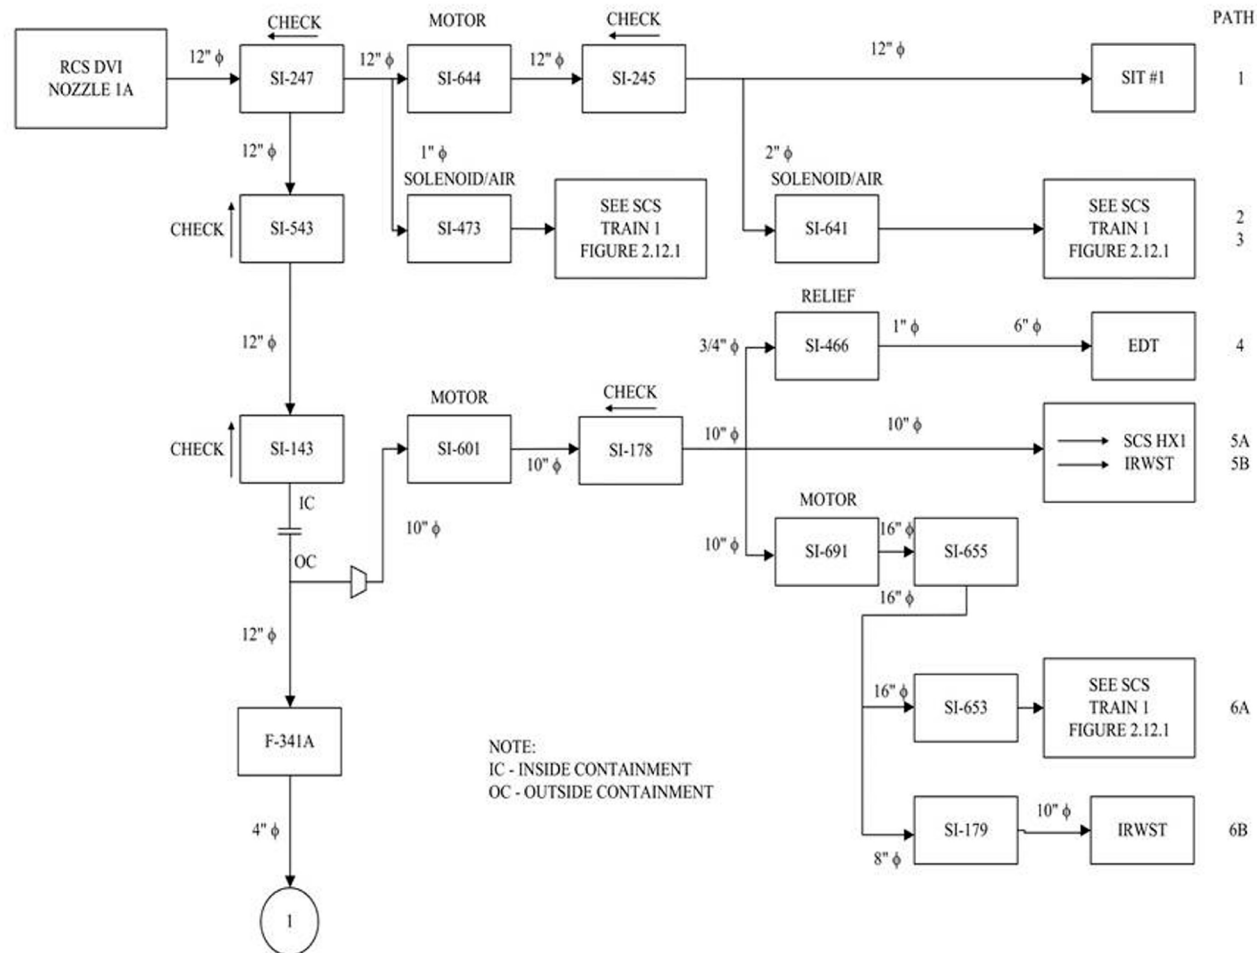 PATH
CHECK
MOTOR
CHECK
RCS DVI
NOZZLE 1A
12" ϕ
SI-247
12" ϕ
SI-644
12" ϕ
SI-245
12" ϕ
SIT #1
1
12" ϕ
1" ϕ
2" ϕ
SOLENOID/AIR
SOLENOID/AIR
CHECK
SI-543
SI-473
SEE SCS
TRAIN 1
FIGURE 2.12.1
SI-641
SEE SCS
TRAIN 1
FIGURE 2.12.1
2
3
RELIEF
12" ϕ
3/4" ϕ
SI-466
1" ϕ
6" ϕ
EDT
4
MOTOR
CHECK
CHECK
SI-143
SI-601
10" ϕ
SI-178
10" ϕ
10" ϕ
SCS HX1
IRWST
5A
5B
IC
OC
10" ϕ
MOTOR
10" ϕ
SI-691
16" ϕ
SI-655
16" ϕ
12" ϕ
16" ϕ
SI-653
SEE SCS
TRAIN 1
FIGURE 2.12.1
6A
F-341A
NOTE:
IC - INSIDE CONTAINMENT
OC - OUTSIDE CONTAINMENT
4" ϕ
8" ϕ
SI-179
10" ϕ
IRWST
6B
1